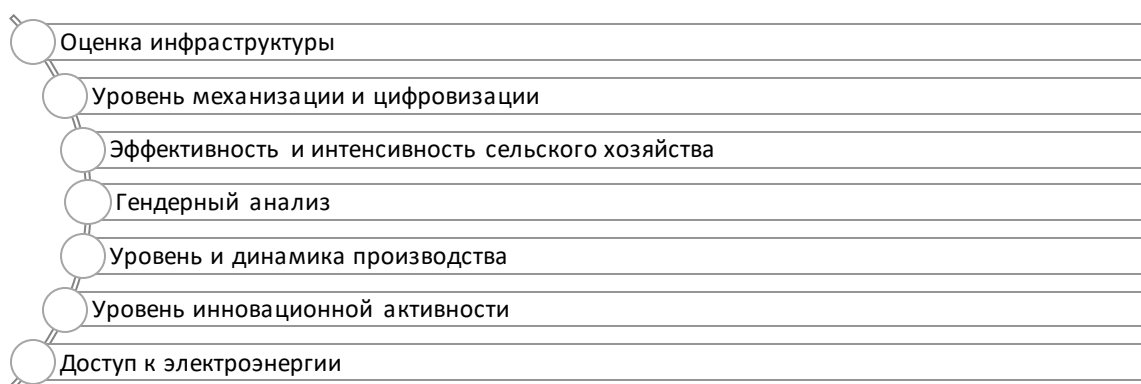 Оценка инфраструктуры
Уровень механизации и цифровизации
Эффективность и интенсивность сельского хозяйства
Гендерный анализ
Уровень и динамика производства
Уровень инновационной активности
Доступ к электроэнергии